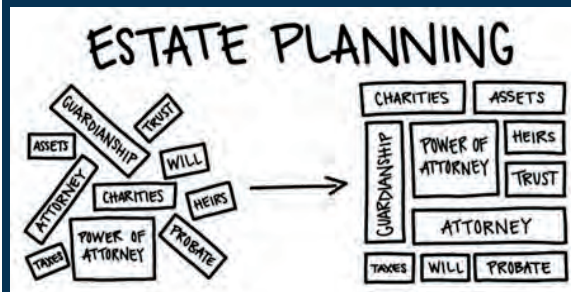 ESTATE PLANNING
GUARDIANSHIP
TRUST
ASSETS
WILL
ATTORNEY
CHARITIES
HEIRS
POWER OF
ATTORNEY
PROBATE
TAXES
CHARITIES
ASSETS
GUARDIANSHIP
POWER OF
ATTORNEY
HEIRS
TRUST
ATTORNEY
TAXES
WILL
PROBATE